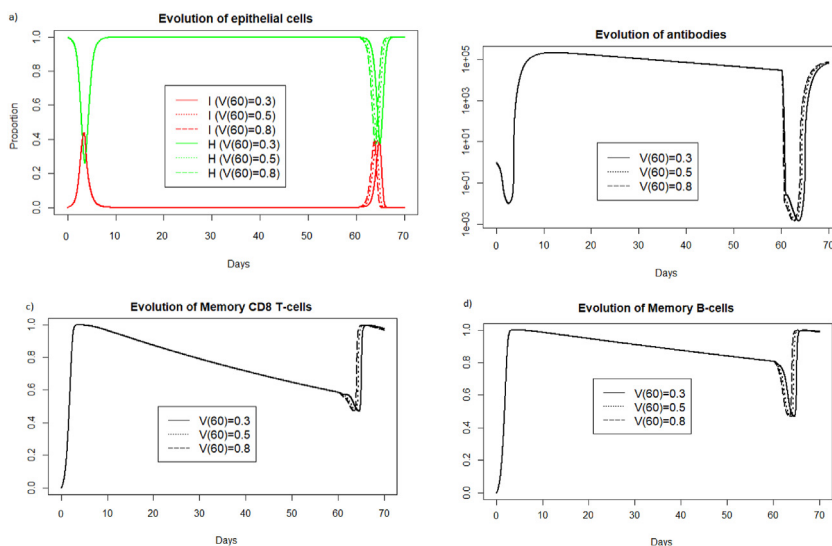 a)
Evolution of epithelial cells
Proportion
1.0
0.8
0.6
0.4
0.2
0.0
I (V(60)=0.3)
I (V(60)=0.5)
I (V(60)=0.8)
H (V(60)=0.3)
H (V(60)=0.5)
H (V(60)=0.8)
0 10 20 30 40 50 60 70
Days
Evolution of antibodies
1e+05
1e+03
1e+01
1e-01
1e-03
V(60)=0.3
V(60)=0.5
V(60)=0.8
0 10 20 30 40 50 60 70
Days
c)
Evolution of Memory CD8 T-cells
1.0
0.8
0.6
0.4
0.2
0.0
V(60)=0.3
V(60)=0.5
V(60)=0.8
0 10 20 30 40 50 60 70
Days
d)
Evolution of Memory B-cells
1.0
0.8
0.6
0.4
0.2
0.0
V(60)=0.3
V(60)=0.5
V(60)=0.8
0 10 20 30 40 50 60 70
Days